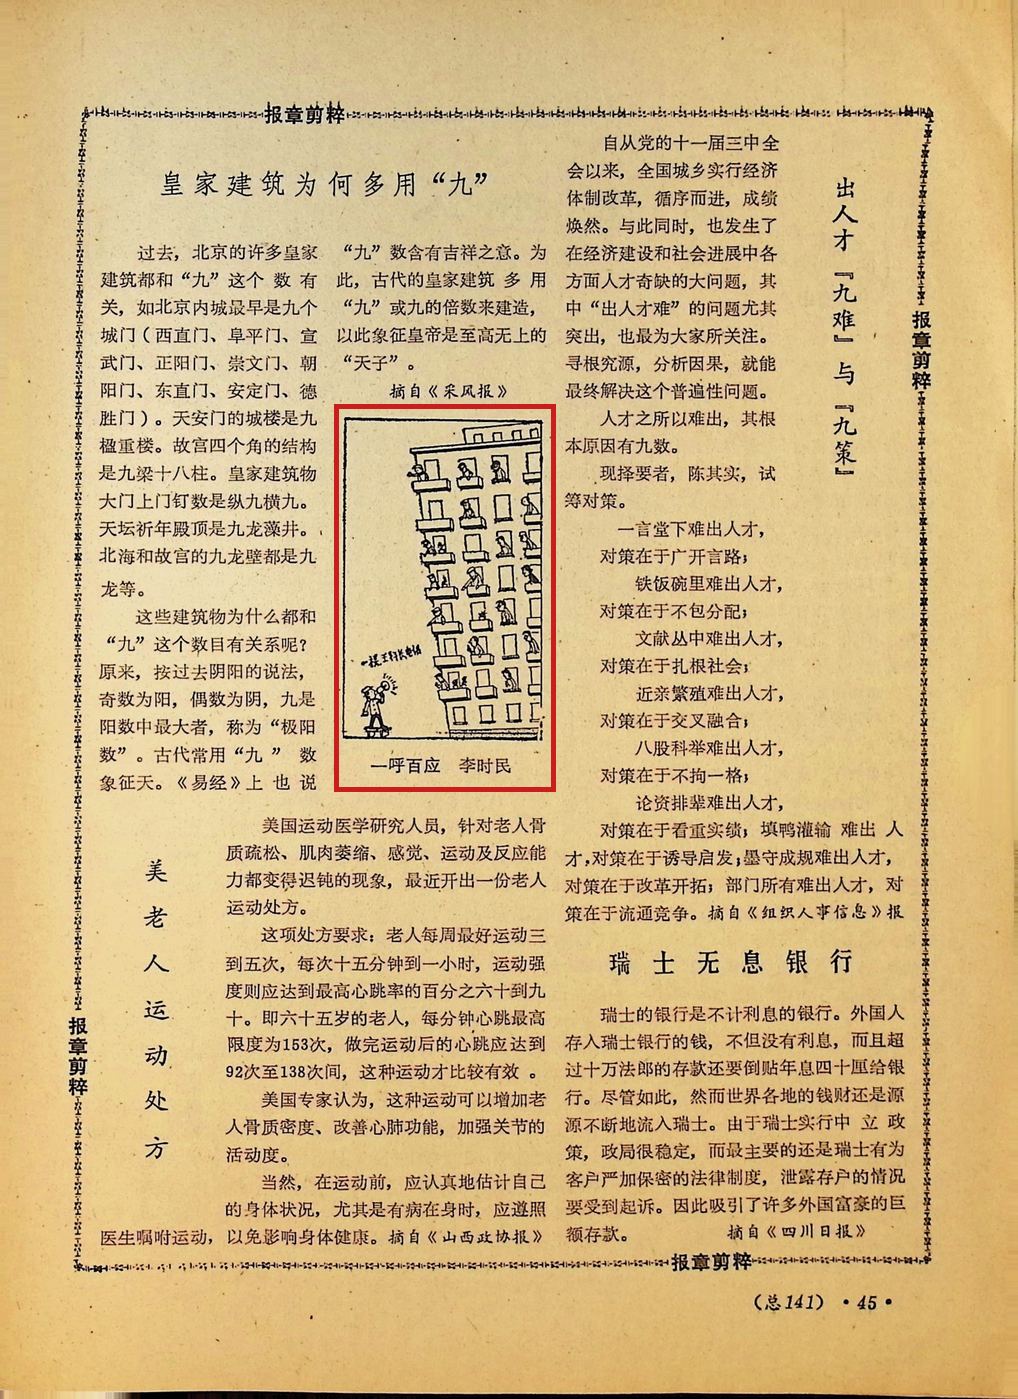 报章剪粹
皇家建筑为何多用“九”
过去，北京的许多皇家
建筑都和“九”这个数有
关，如北京内城最早是九个
城门（西直门、阜平门、宣
武门、正阳门、崇文门、朝
阳门、东直门、安定门、德
胜门）。天安门的城楼是九
楹重楼。故宫四个角的结构
是九梁十八柱。皇家建筑物
大门上门钉数是纵九横九。
天坛祈年殿顶是九龙藻井。
北海和故宫的九龙壁都是九
龙等。
这些建筑物为什么都和
“九”这个数目有关系呢？
原来，按过去阴阳的说法，
奇数为阳，偶数为阴，九是
阳数中最大者，称为“极阳
数”。古代常用“九”数
象征天。《易经》上也说
“九”数含有吉祥之意。为
此，古代的皇家建筑多用
“九”或九的倍数来建造，
以此象征皇帝是至高无上的
“天子”。
摘自《采风报》
一楼王科长电话
一呼百应 李时民
美老人运动处方
美国运动医学研究人员，针对老人骨
质疏松、肌肉萎缩、感觉、运动及反应能
力都变得迟钝的现象，最近开出一份老人
运动处方。
这项处方要求：老人每周最好运动三
到五次，每次十五分钟到一小时，运动强
度则应达到最高心跳率的百分之六十到九
十。即六十五岁的老人，每分钟心跳最高
限度为153次，做完运动后的心跳应达到
92次至138次间，这种运动才比较有效。
美国专家认为，这种运动可以增加老
人骨质密度、改善心肺功能，加强关节的
活动度。
当然，在运动前，应认真地估计自己
的身体状况，尤其是有病在身时，应遵照
医生嘱咐运动，以免影响身体健康。摘自《山西政协报》
出人才『九难』与『九策』
自从党的十一届三中全
会以来，全国城乡实行经济
体制改革，循序而进，成绩
焕然。与此同时，也发生了
在经济建设和社会进展中各
方面人才奇缺的大问题，其
中“出人才难”的问题尤其
突出，也最为大家所关注。
寻根究源，分析因果，就能
最终解决这个普遍性问题。
人才之所以难出，其根
本原因有九数。
现择要者，陈其实，试
筹对策。
一言堂下难出人才，
对策在于广开言路；
铁饭碗里难出人才，
对策在于不包分配；
文献丛中难出人才，
对策在于扎根社会；
近亲繁殖难出人才，
对策在于交叉融合；
八股科举难出人才，
对策在于不拘一格；
论资排辈难出人才，
对策在于看重实绩；填鸭灌输难出人
才，对策在于诱导启发；墨守成规难出人才，
对策在于改革开拓；部门所有难出人才，对
策在于流通竞争。摘自《组织人事信息》报
瑞士无息银行
瑞士的银行是不计利息的银行。外国人
存入瑞士银行的钱，不但没有利息，而且超
过十万法郎的存款还要倒贴年息四十厘给银
行。尽管如此，然而世界各地的钱财还是源
源不断地流入瑞士。由于瑞士实行中立政
策，政局很稳定，而最主要的还是瑞士有为
客户严加保密的法律制度，泄露存户的情况
要受到起诉。因此吸引了许多外国富豪的巨
额存款。 摘自《四川日报》
报章剪粹
报章剪粹
报章剪粹
（总141）·45·